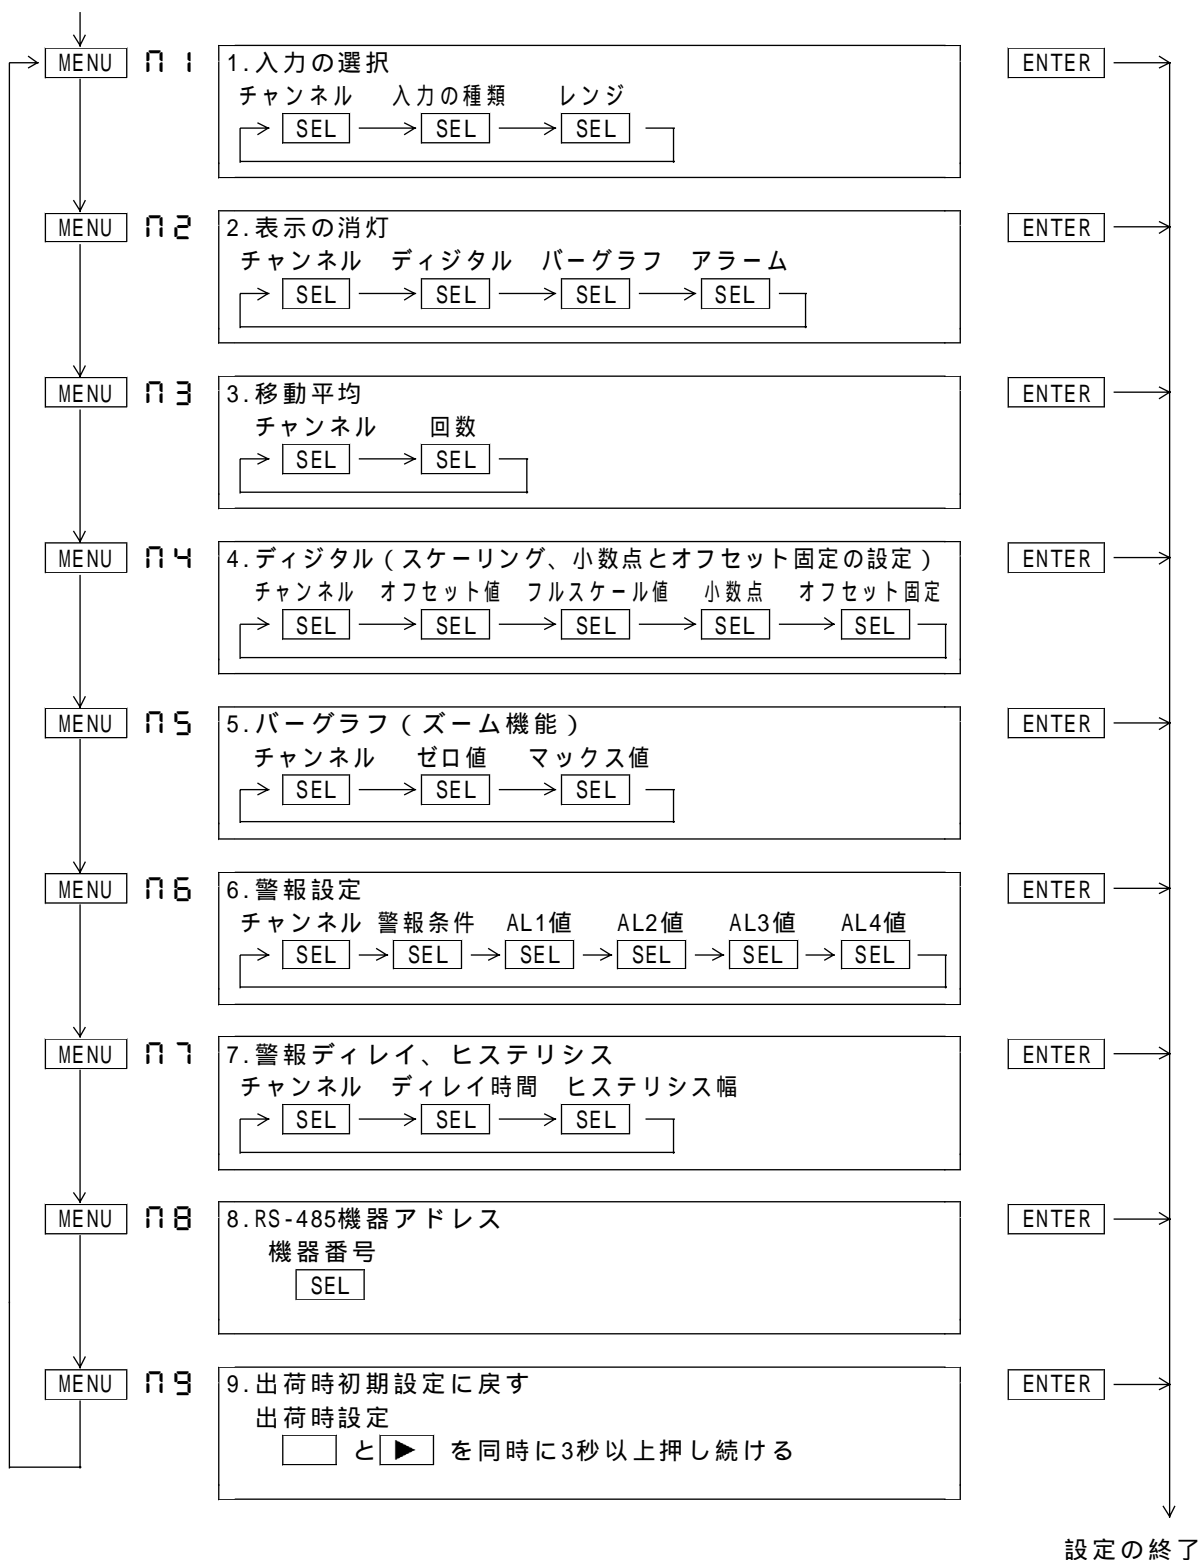 MENU n1 1.入力の選択 ENTER
チャンネル 入力の種類 レンジ
SEL SEL SEL
MENU n2 2.表示の消灯 ENTER
チャンネル ディジタル バーグラフ アラーム
SEL SEL SEL SEL
MENU n3 3.移動平均 ENTER
チャンネル 回数
SEL SEL
MENU n4 4.ディジタル(スケーリング、小数点とオフセット固定の設定) ENTER
チャンネル オフセット値 フルスケール値 小数点 オフセット固定
SEL SEL SEL SEL SEL
MENU n5 5.バーグラフ(ズーム機能) ENTER
チャンネル ゼロ値 マックス値
SEL SEL SEL
MENU n6 6.警報設定 ENTER
チャンネル 警報条件 AL1値 AL2値 AL3値 AL4値
SEL SEL SEL SEL SEL SEL
MENU n7 7.警報ディレイ、ヒステリシス ENTER
チャンネル ディレイ時間 ヒステリシス幅
SEL SEL SEL
MENU n8 8.RS-485機器アドレス ENTER
機器番号
SEL
MENU n9 9.出荷時初期設定に戻す ENTER
出荷時設定
と ▶ を同時に3秒以上押し続ける
設定の終了